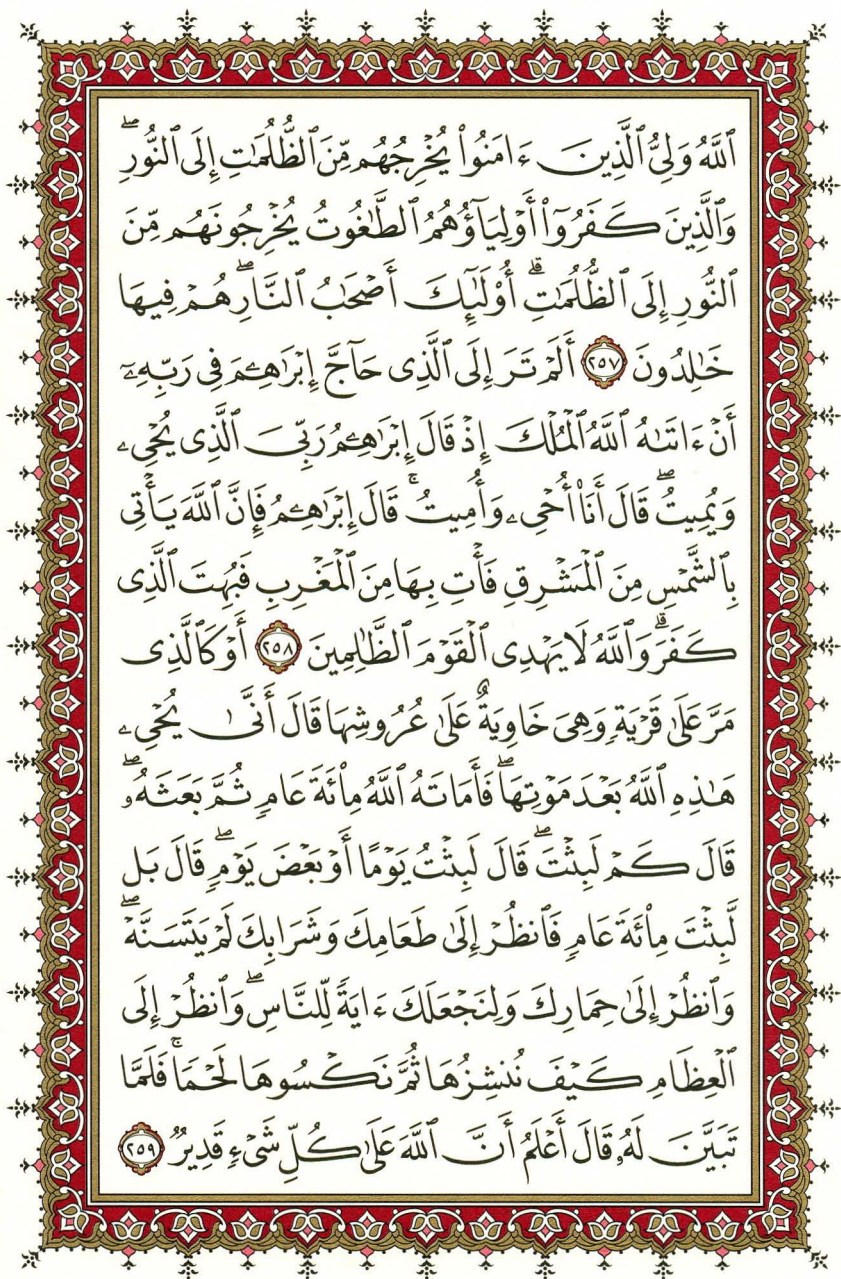 ٱللَّهُ وَلِيُّ ٱلَّذِينَ ءَامَنُوا۟ يُخْرِجُهُم مِّنَ ٱلظُّلُمَٰتِ إِلَى ٱلنُّورِ ۖ
وَٱلَّذِينَ كَفَرُوٓا۟ أَوْلِيَآؤُهُمُ ٱلطَّٰغُوتُ يُخْرِجُونَهُم مِّنَ
ٱلنُّورِ إِلَى ٱلظُّلُمَٰتِ ۗ أُو۟لَٰٓئِكَ أَصْحَٰبُ ٱلنَّارِ ۖ هُمْ فِيهَا
خَٰلِدُونَ ٢٥٧ أَلَمْ تَرَ إِلَى ٱلَّذِى حَآجَّ إِبْرَٰهِۦمَ فِى رَبِّهِۦٓ
أَنْ ءَاتَىٰهُ ٱللَّهُ ٱلْمُلْكَ إِذْ قَالَ إِبْرَٰهِۦمُ رَبِّىَ ٱلَّذِى يُحْىِۦ
وَيُمِيتُ ۖ قَالَ أَنَا۠ أُحْىِۦ وَأُمِيتُ ۚ قَالَ إِبْرَٰهِۦمُ فَإِنَّ ٱللَّهَ يَأْتِى
بِٱلشَّمْسِ مِنَ ٱلْمَشْرِقِ فَأْتِ بِهَا مِنَ ٱلْمَغْرِبِ فَبُهِتَ ٱلَّذِى
كَفَرَ ۗ وَٱللَّهُ لَا يَهْدِى ٱلْقَوْمَ ٱلظَّٰلِمِينَ ٢٥٨ أَوْ كَٱلَّذِى
مَرَّ عَلَىٰ قَرْيَةٍ وَهِىَ خَاوِيَةٌ عَلَىٰ عُرُوشِهَا قَالَ أَنَّىٰ يُحْىِۦ
هَٰذِهِ ٱللَّهُ بَعْدَ مَوْتِهَا ۖ فَأَمَاتَهُ ٱللَّهُ مِا۟ئَةَ عَامٍ ثُمَّ بَعَثَهُۥ ۖ
قَالَ كَمْ لَبِثْتَ ۖ قَالَ لَبِثْتُ يَوْمًا أَوْ بَعْضَ يَوْمٍ ۖ قَالَ بَل
لَّبِثْتَ مِا۟ئَةَ عَامٍ فَٱنظُرْ إِلَىٰ طَعَامِكَ وَشَرَابِكَ لَمْ يَتَسَنَّهْ ۖ
وَٱنظُرْ إِلَىٰ حِمَارِكَ وَلِنَجْعَلَكَ ءَايَةً لِّلنَّاسِ ۖ وَٱنظُرْ إِلَى
ٱلْعِظَامِ كَيْفَ نُنشِزُهَا ثُمَّ نَكْسُوهَا لَحْمًا ۚ فَلَمَّا
تَبَيَّنَ لَهُۥ قَالَ أَعْلَمُ أَنَّ ٱللَّهَ عَلَىٰ كُلِّ شَىْءٍ قَدِيرٌ ٢٥٩